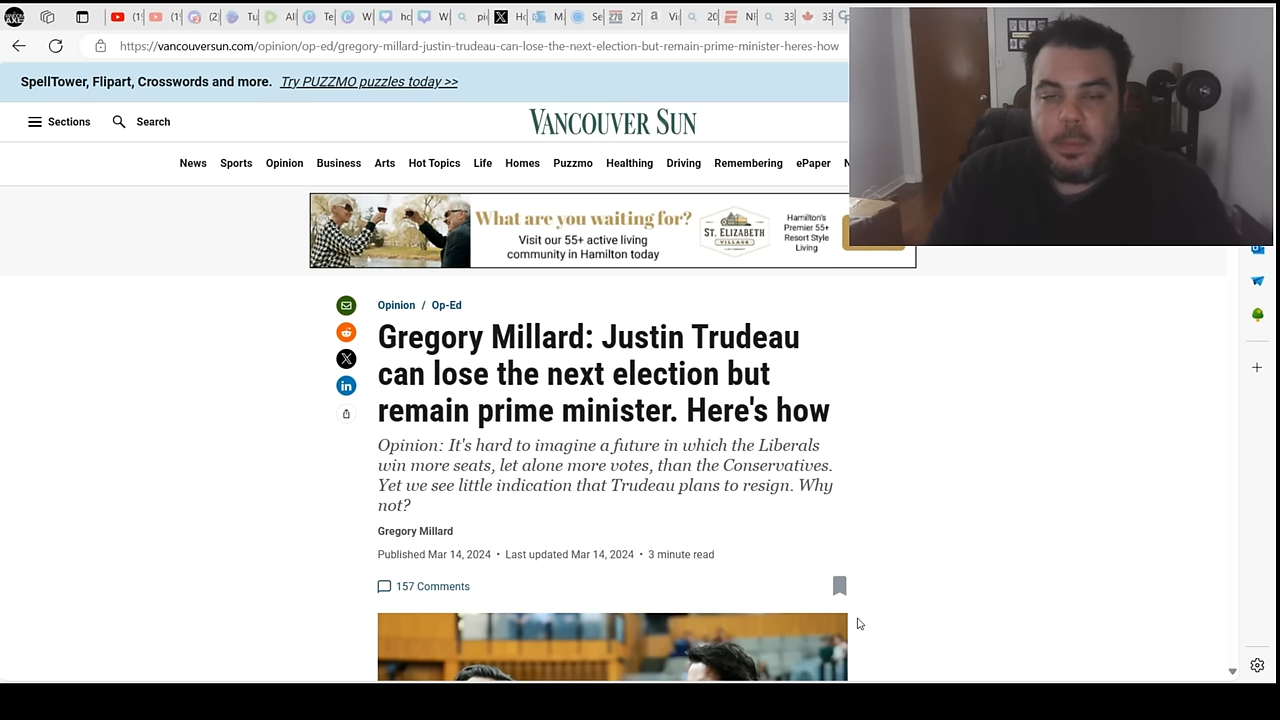 https://vancouversun.com/opinion/op-ed/gregory-millard-justin-trudeau-can-lose-the-next-election-but-remain-prime-minister-heres-how
SpellTower, Flipart, Crosswords and more. Try PUZZMO puzzles today >>
Sections Search VANCOUVER SUN
News Sports Opinion Business Arts Hot Topics Life Homes Puzzmo Healthing Driving Remembering ePaper
What are you waiting for?
Visit our 55+ active living
community in Hamilton today
ST. ELIZABETH
VILLAGE
Hamilton's
Premier 55+
Resort Style
Living
Opinion / Op-Ed
Gregory Millard: Justin Trudeau
can lose the next election but
remain prime minister. Here's how
Opinion: It's hard to imagine a future in which the Liberals
win more seats, let alone more votes, than the Conservatives.
Yet we see little indication that Trudeau plans to resign. Why
not?
Gregory Millard
Published Mar 14, 2024 • Last updated Mar 14, 2024 • 3 minute read
157 Comments